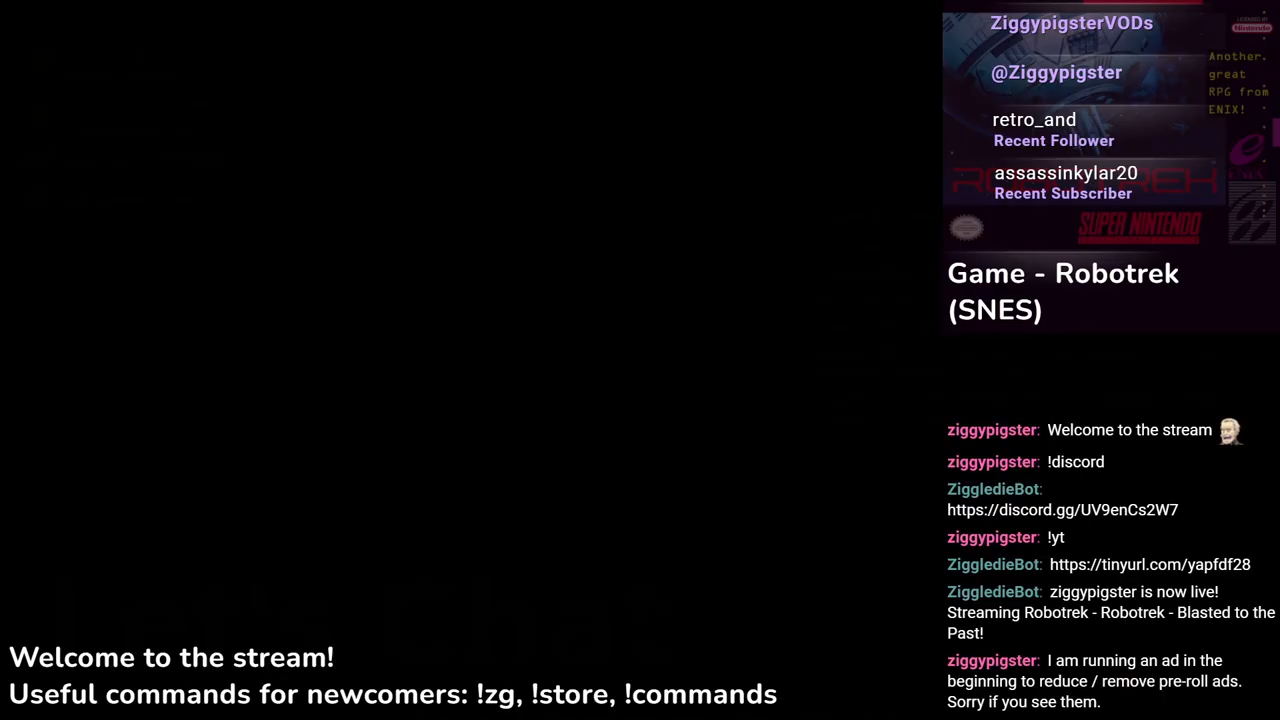 ZiggypigsterVODs
@Ziggypigster
retro_and
Recent Follower
assassinkylar20
Recent Subscriber
LICENSED BY
Nintendo
Another
great
RPG from
ENIX!
ROBOTREK
SUPER NINTENDO
Game - Robotrek
(SNES)
ziggypigster: Welcome to the stream
ziggypigster: !discord
ZiggledieBot:
https://discord.gg/UV9enCs2W7
ziggypigster: !yt
ZiggledieBot: https://tinyurl.com/yapfdf28
ZiggledieBot: ziggypigster is now live!
Streaming Robotrek - Robotrek - Blasted to the
Past!
ziggypigster: I am running an ad in the
beginning to reduce / remove pre-roll ads.
Sorry if you see them.
Welcome to the stream!
Useful commands for newcomers: !zg, !store, !commands